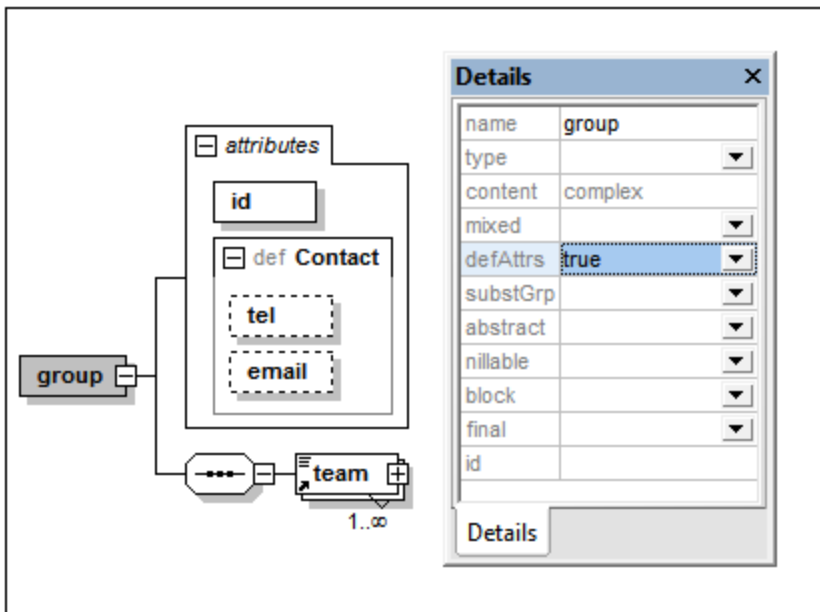 attributes
id
def Contact
tel
email
group
team
1..∞
Details
name group
type
content complex
mixed
defAttrs true
substGrp
abstract
nillable
block
final
id
Details